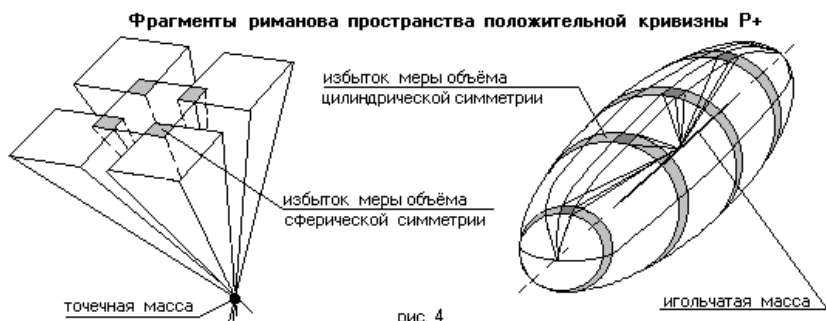 Фрагменты риманова пространства положительной кривизны P+
избыток меры объёма
цилиндрической симметрии
избыток меры объёма
сферической симметрии
точечная масса
игольчатая масса
рис. 4